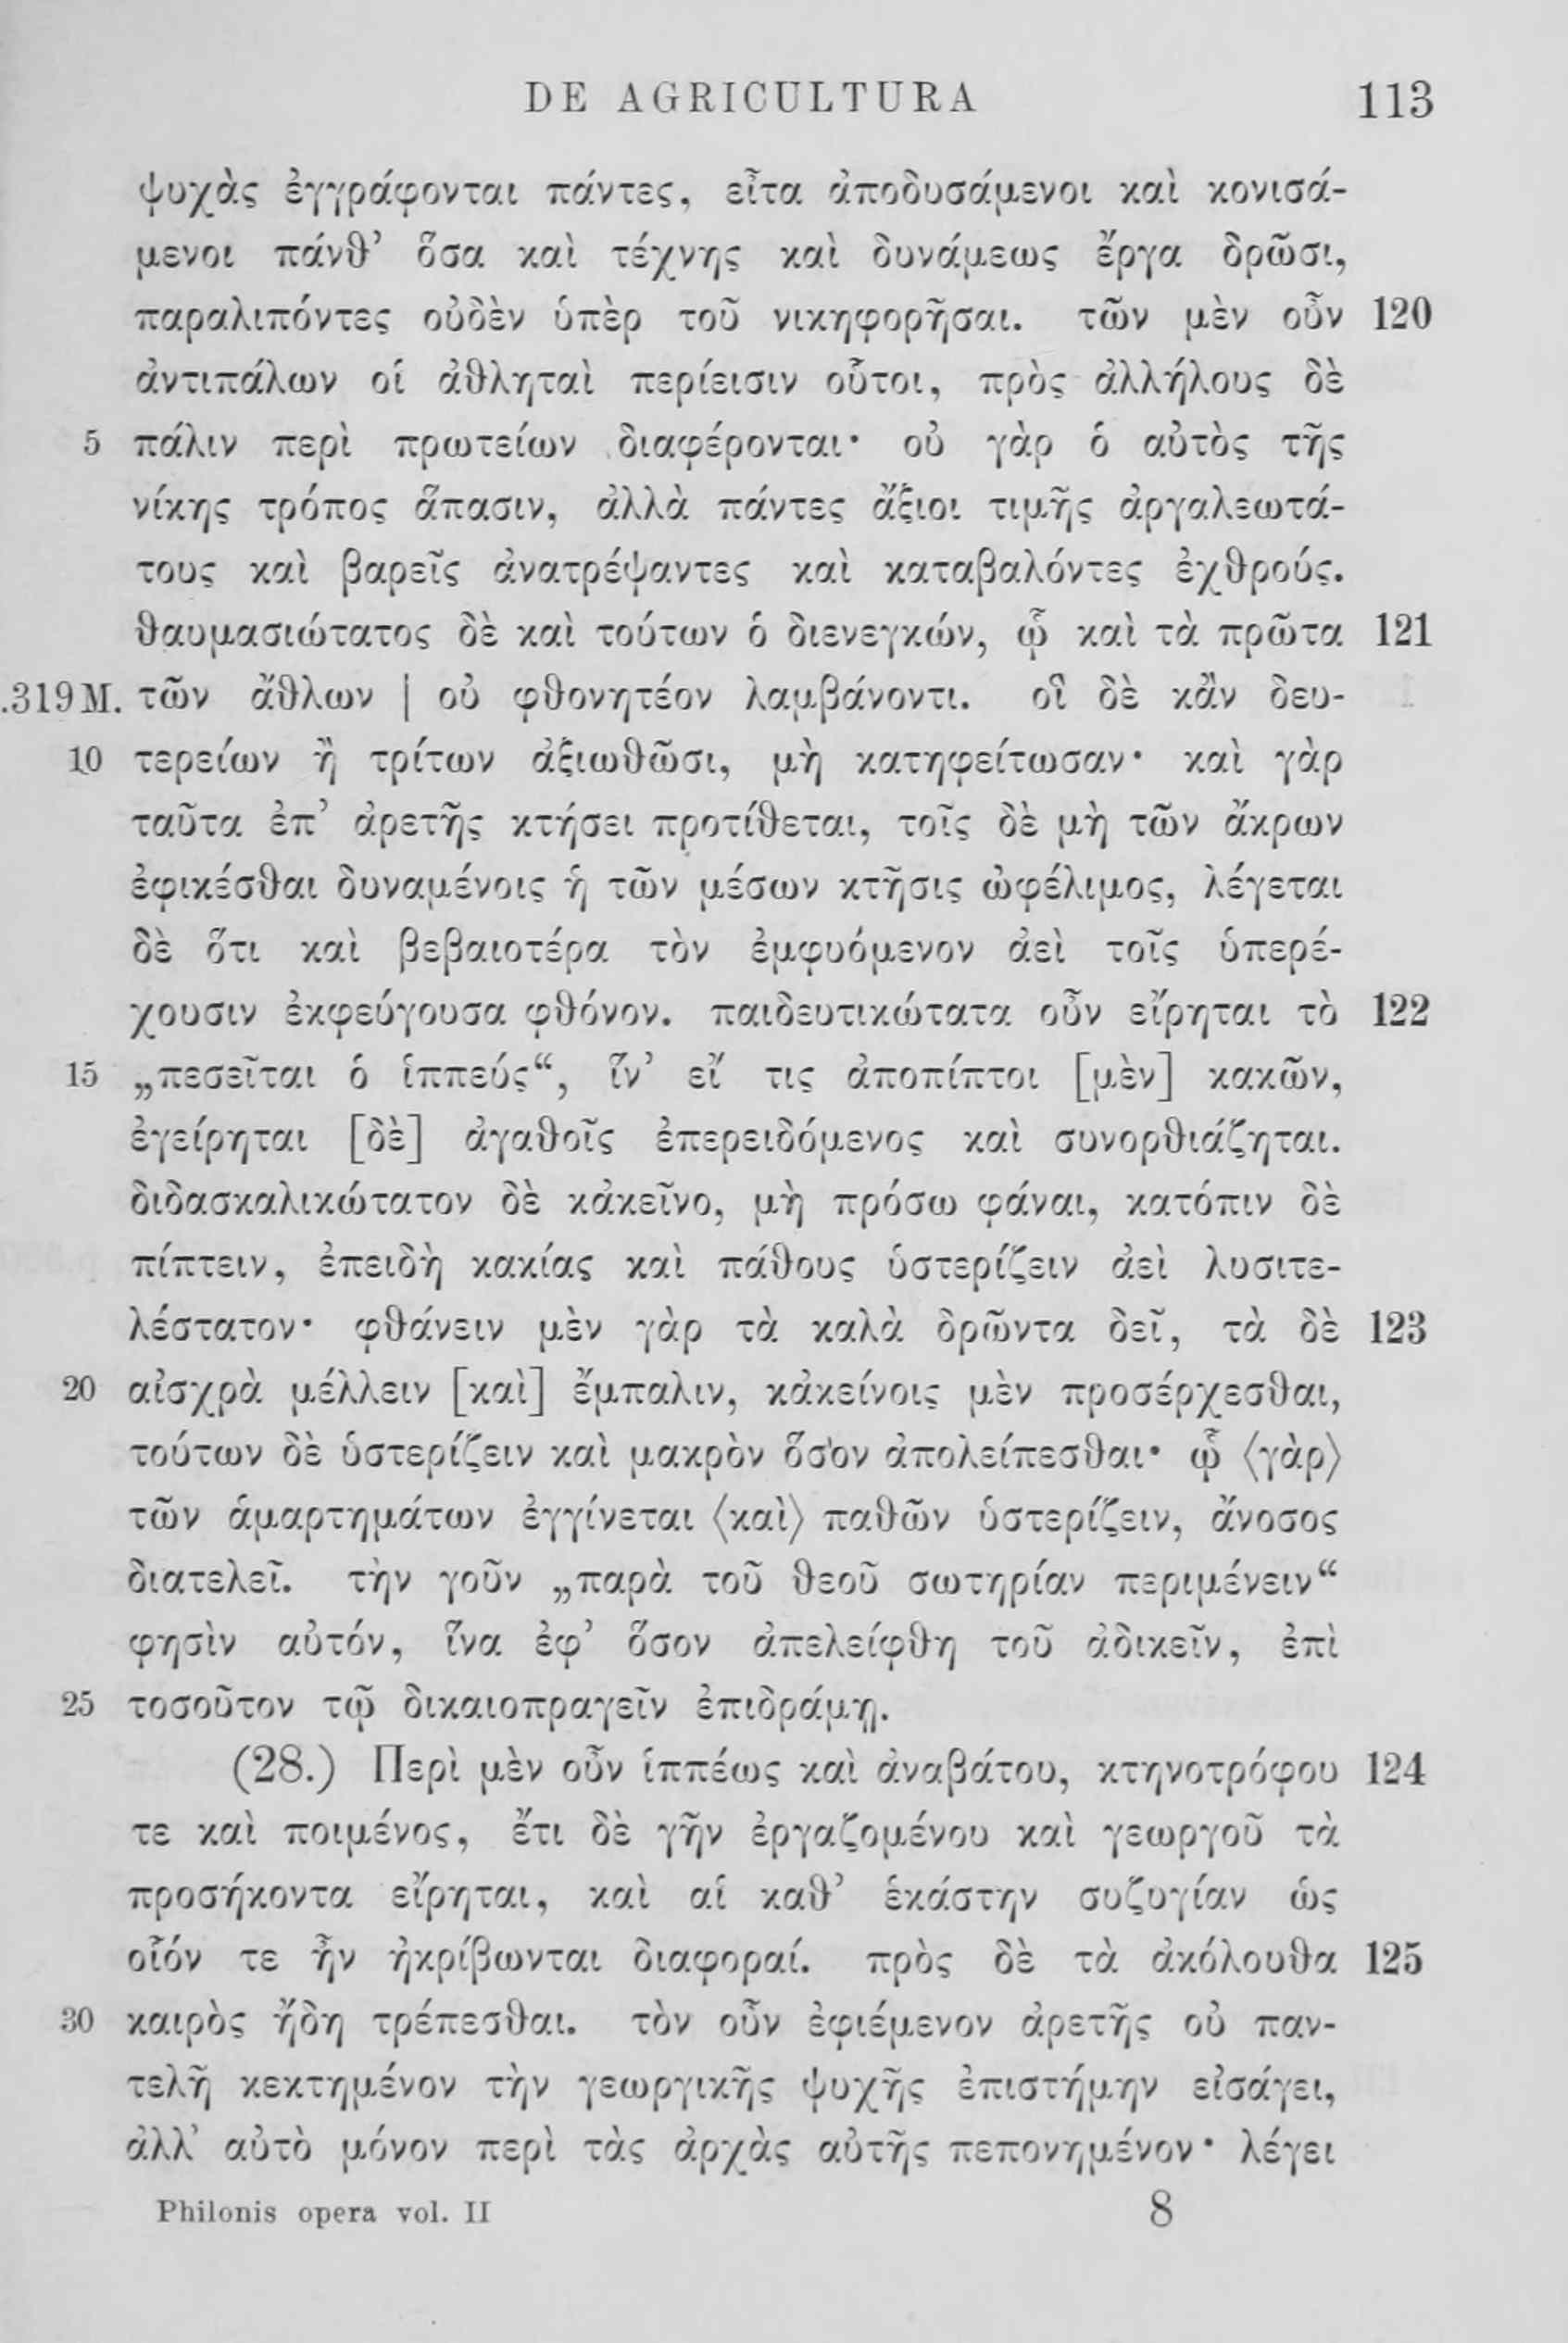 DE AGRICULTURA 113
ψυχὰς ἐγγράφονται πάντες, εἶτα ἀποδυσάμενοι καὶ κονισά-
μενοι πάνθ’ ὅσα καὶ τέχνης καὶ δυνάμεως ἔργα δρῶσι,
παραλιπόντες οὐδὲν ὑπὲρ τοῦ νικηφορῆσαι. τῶν μὲν οὖν 120
ἀντιπάλων οἱ ἀθληταὶ περίεισιν οὗτοι, πρὸς ἀλλήλους δὲ
5 πάλιν περὶ πρωτείων διαφέρονται· οὐ γὰρ ὁ αὐτὸς τῆς
νίκης τρόπος ἅπασιν, ἀλλὰ πάντες ἄξιοι τιμῆς ἀργαλεωτά-
τους καὶ βαρεῖς ἀνατρέψαντες καὶ καταβαλόντες ἐχθρούς.
θαυμασιώτατος δὲ καὶ τούτων ὁ διενεγκών, ᾧ καὶ τὰ πρῶτα 121
.319 M. τῶν ἄθλων | οὐ φθονητέον λαμβάνοντι. οἳ δὲ κἂν δευ-
10 τερείων ἢ τρίτων ἀξιωθῶσι, μὴ κατηφείτωσαν· καὶ γὰρ
ταῦτα ἐπ’ ἀρετῆς κτήσει προτίθεται, τοῖς δὲ μὴ τῶν ἄκρων
ἐφικέσθαι δυναμένοις ἡ τῶν μέσων κτῆσις ὠφέλιμος, λέγεται
δὲ ὅτι καὶ βεβαιοτέρα τὸν ἐμφυόμενον ἀεὶ τοῖς ὑπερέ-
χουσιν ἐκφεύγουσα φθόνον. παιδευτικώτατα οὖν εἴρηται τὸ 122
15 „πεσεῖται ὁ ἱππεύς“, ἵν’ εἴ τις ἀποπίπτοι [μὲν] κακῶν,
ἐγείρηται [δὲ] ἀγαθοῖς ἐπερειδόμενος καὶ συνορθιάζηται.
διδασκαλικώτατον δὲ κἀκεῖνο, μὴ πρόσω φάναι, κατόπιν δὲ
πίπτειν, ἐπειδὴ κακίας καὶ πάθους ὑστερίζειν ἀεὶ λυσιτε-
λέστατον· φθάνειν μὲν γὰρ τὰ καλὰ δρῶντα δεῖ, τὰ δὲ 123
20 αἰσχρὰ μέλλειν [καὶ] ἔμπαλιν, κἀκείνοις μὲν προσέρχεσθαι,
τούτων δὲ ὑστερίζειν καὶ μακρὸν ὅσον ἀπολείπεσθαι· ᾧ 〈γὰρ〉
τῶν ἁμαρτημάτων ἐγγίνεται 〈καὶ〉 παθῶν ὑστερίζειν, ἄνοσος
διατελεῖ. τὴν γοῦν „παρὰ τοῦ θεοῦ σωτηρίαν περιμένειν“
φησὶν αὐτόν, ἵνα ἐφ’ ὅσον ἀπελείφθη τοῦ ἀδικεῖν, ἐπὶ
25 τοσοῦτον τῷ δικαιοπραγεῖν ἐπιδράμῃ.
(28.) Περὶ μὲν οὖν ἱππέως καὶ ἀναβάτου, κτηνοτρόφου 124
τε καὶ ποιμένος, ἔτι δὲ γῆν ἐργαζομένου καὶ γεωργοῦ τὰ
προσήκοντα εἴρηται, καὶ αἱ καθ’ ἑκάστην συζυγίαν ὡς
οἷόν τε ἦν ἠκρίβωνται διαφοραί. πρὸς δὲ τὰ ἀκόλουθα 125
30 καιρὸς ἤδη τρέπεσθαι. τὸν οὖν ἐφιέμενον ἀρετῆς οὐ παν-
τελῆ κεκτημένον τὴν γεωργικῆς ψυχῆς ἐπιστήμην εἰσάγει,
ἀλλ’ αὐτὸ μόνον περὶ τὰς ἀρχὰς αὐτῆς πεπονημένον· λέγει
Philonis opera vol. II 8